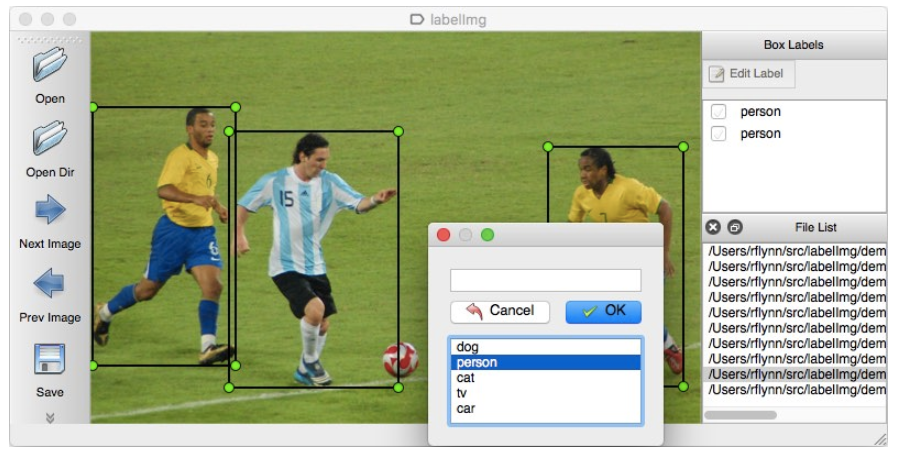 labelImg
Open
Open Dir
Next Image
Prev Image
Save
6
6
15
7
Cancel
OK
dog
person
cat
tv
car
Box Labels
Edit Label
person
person
File List
/Users/rflynn/src/labelImg/dem
/Users/rflynn/src/labelImg/dem
/Users/rflynn/src/labelImg/dem
/Users/rflynn/src/labelImg/dem
/Users/rflynn/src/labelImg/dem
/Users/rflynn/src/labelImg/dem
/Users/rflynn/src/labelImg/dem
/Users/rflynn/src/labelImg/dem
/Users/rflynn/src/labelImg/dem
/Users/rflynn/src/labelImg/dem